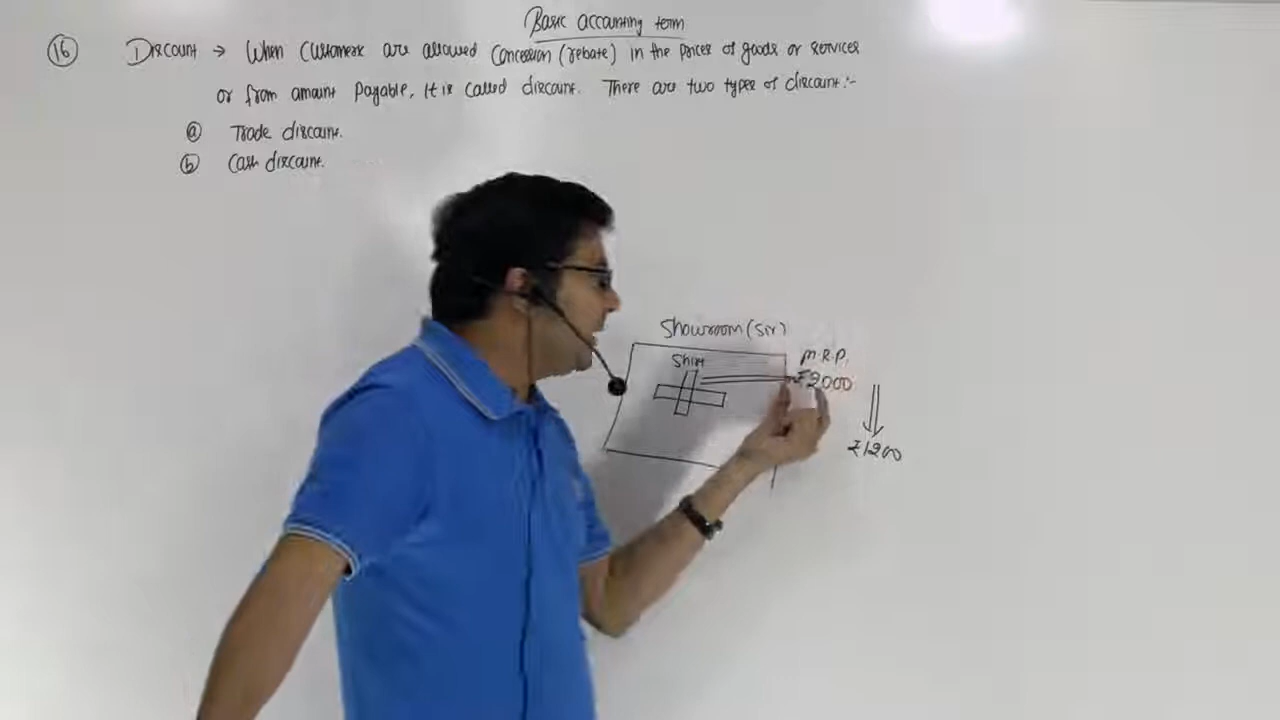 Basic accounting term
16 Discount → When Customers are allowed Concession (rebate) in the prices of goods or services
or from amount Payable, It is called discount. There are two types of discount:-
a Trade discount.
b Cash discount.
Showroom (Sir)
Shirt
M.R.P.
₹2000
₹1200